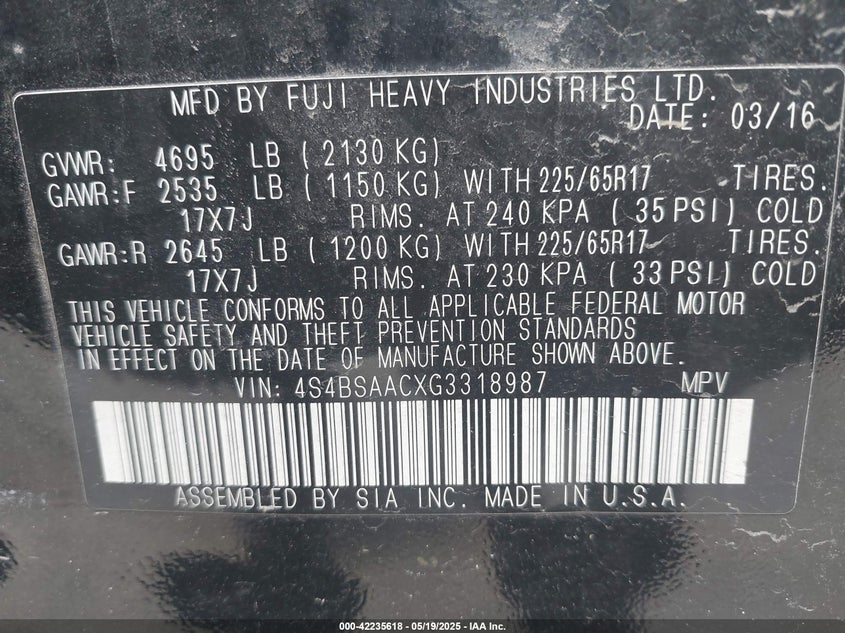 MFD BY FUJI HEAVY INDUSTRIES LTD.
DATE: 03/16
GVWR: 4695 LB (2130 KG)
GAWR:F 2535 LB (1150 KG) WITH 225/65R17 TIRES.
17X7J RIMS. AT 240 KPA (35 PSI) COLD
GAWR:R 2645 LB (1200 KG) WITH 225/65R17 TIRES.
17X7J RIMS. AT 230 KPA (33 PSI) COLD
THIS VEHICLE CONFORMS TO ALL APPLICABLE FEDERAL MOTOR
VEHICLE SAFETY AND THEFT PREVENTION STANDARDS
IN EFFECT ON THE DATE OF MANUFACTURE SHOWN ABOVE.
VIN: 4S4BSAACXG3318987 MPV
ASSEMBLED BY SIA INC. MADE IN U.S.A.
000-42235618 - 05/19/2025 - IAA Inc.